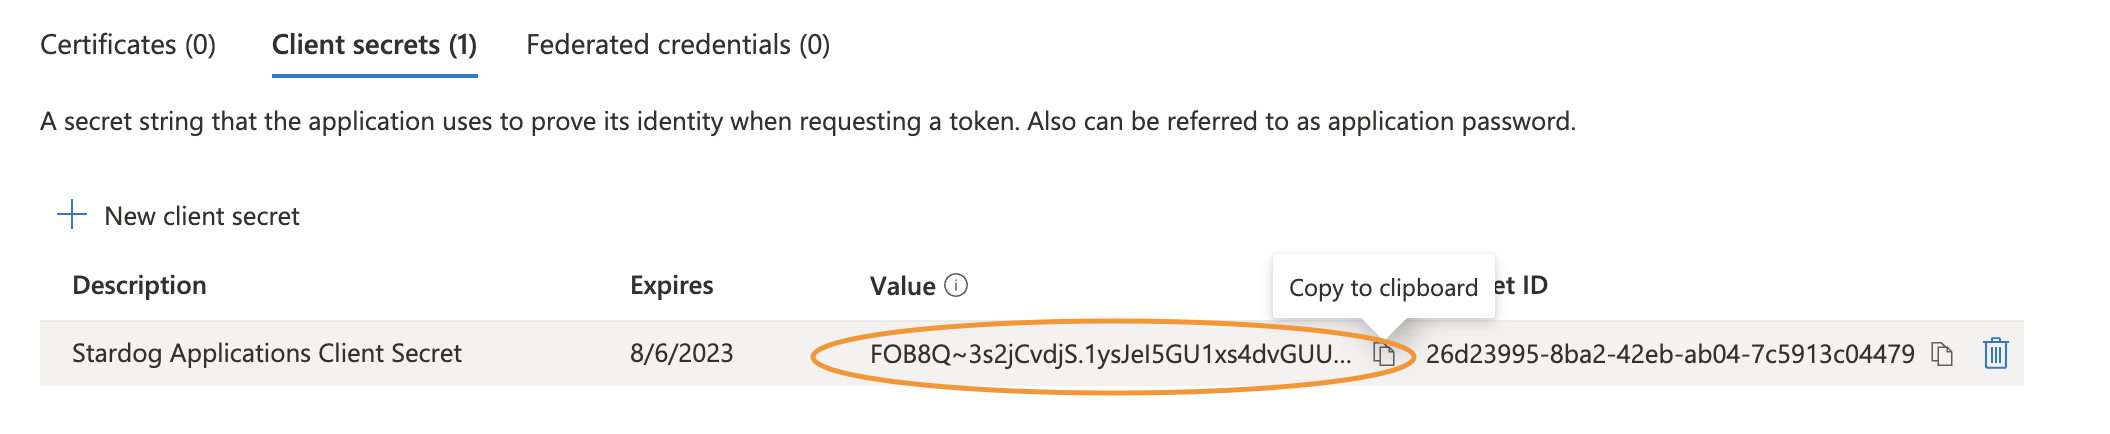 Certificates (0) Client secrets (1) Federated credentials (0)
A secret string that the application uses to prove its identity when requesting a token. Also can be referred to as application password.
New client secret
Description Expires Value et ID
Copy to clipboard
Stardog Applications Client Secret 8/6/2023 FOB8Q~3s2jCvdjS.1ysJeI5GU1xs4dvGUU... 26d23995-8ba2-42eb-ab04-7c5913c04479